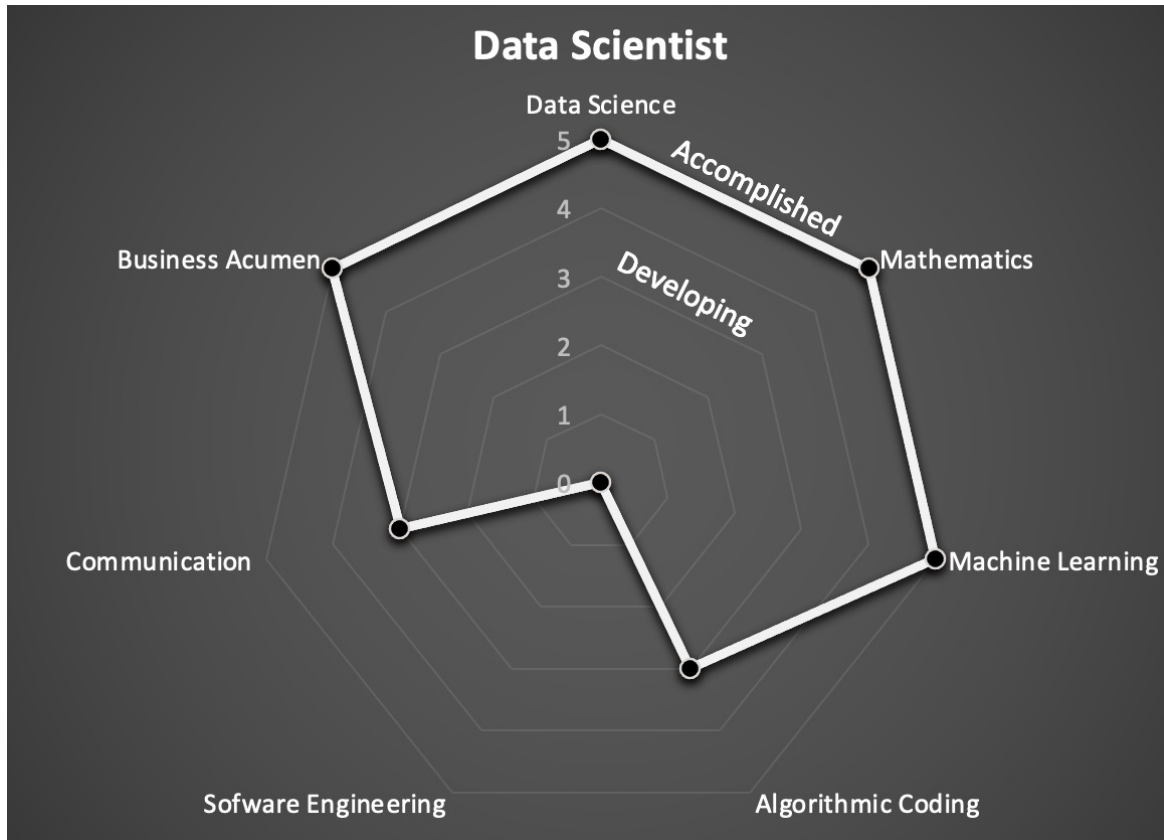 Data Scientist
Data Science
5
Accomplished
4
Business Acumen
Mathematics
3
Developing
2
1
0
Communication
Machine Learning
Sofware Engineering
Algorithmic Coding